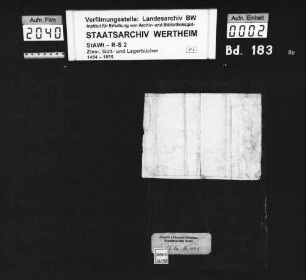 Aufn. Film
2040
Verfilmungsstelle: Landesarchiv BW
Institut für Erhaltung von Archiv- und Bibliotheksgut
STAATSARCHIV WERTHEIM
StAWt - R-S 2
Zins-, Gült- und Lagerbücher
1454 - 1895
Aufn. Einheit
0002
Bd. 183